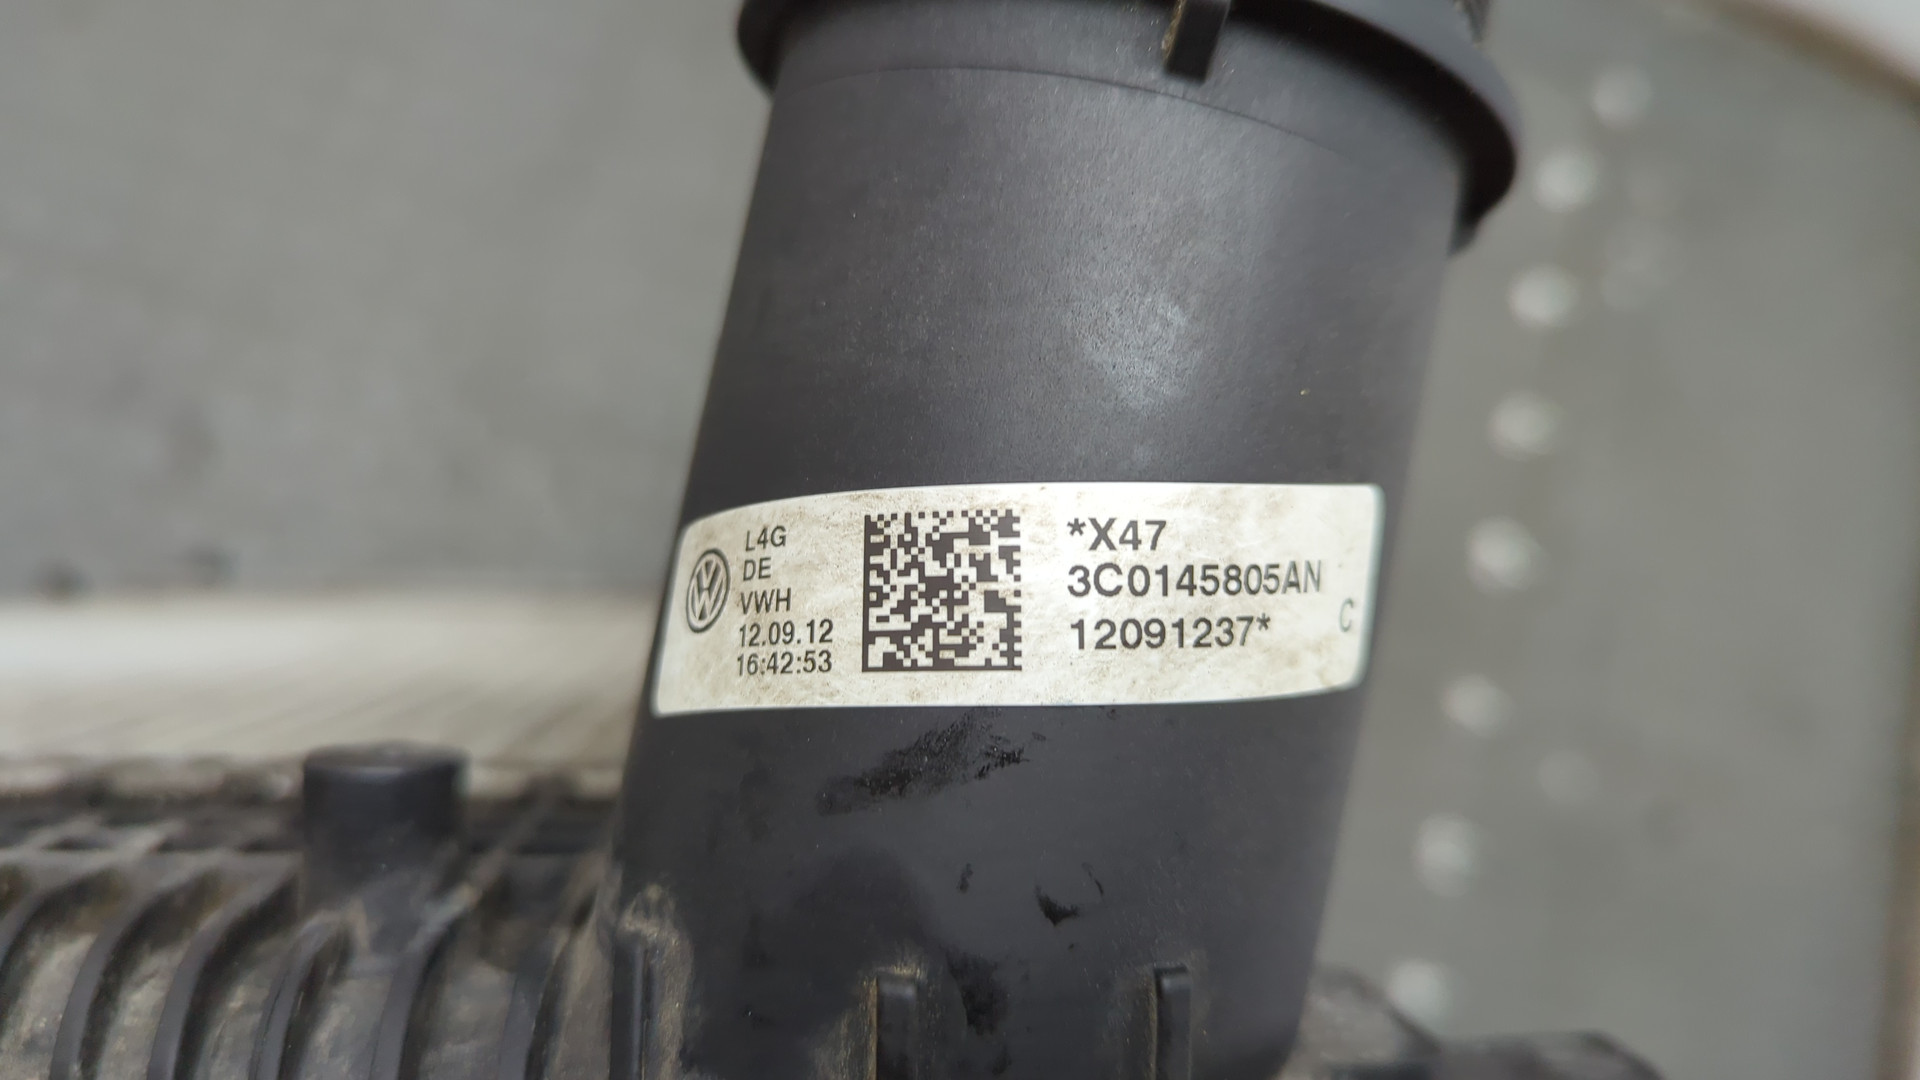 L4G
DE
VWH
12.09.12
16:42:53
*X47
3C0145805AN
12091237*
C